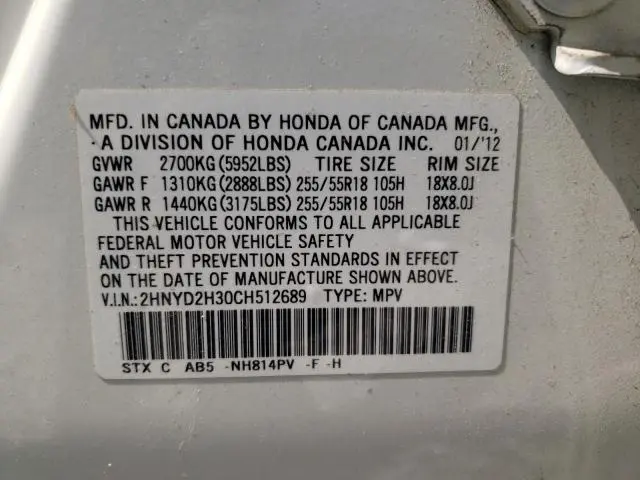 MFD. IN CANADA BY HONDA OF CANADA MFG.,
A DIVISION OF HONDA CANADA INC. 01/'12
GVWR 2700KG(5952LBS) TIRE SIZE RIM SIZE
GAWR F 1310KG(2888LBS) 255/55R18 105H 18X8.0J
GAWR R 1440KG(3175LBS) 255/55R18 105H 18X8.0J
THIS VEHICLE CONFORMS TO ALL APPLICABLE
FEDERAL MOTOR VEHICLE SAFETY
AND THEFT PREVENTION STANDARDS IN EFFECT
ON THE DATE OF MANUFACTURE SHOWN ABOVE.
V.I.N.:2HNYD2H30CH512689 TYPE: MPV
STX C AB5 -NH814PV -F -H